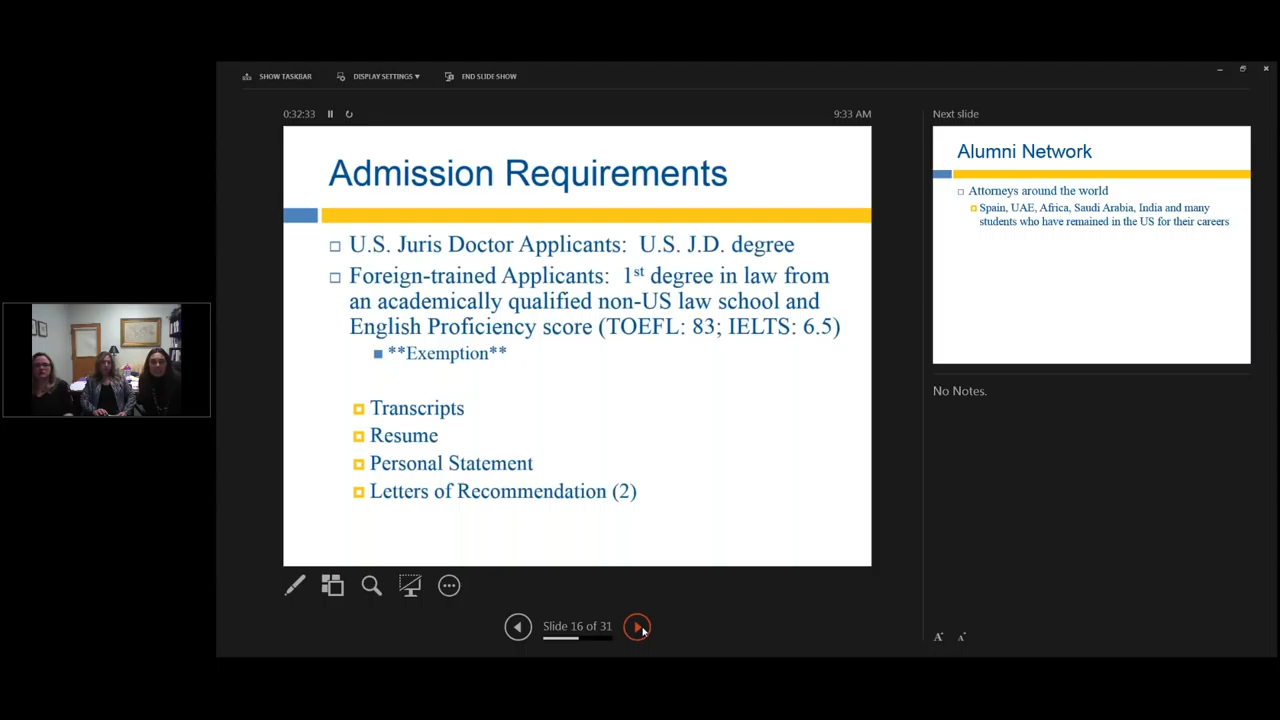 SHOW TASKBAR
DISPLAY SETTINGS ▼
END SLIDE SHOW
0:32:33
9:33 AM
Admission Requirements
U.S. Juris Doctor Applicants: U.S. J.D. degree
Foreign-trained Applicants: 1st degree in law from
an academically qualified non-US law school and
English Proficiency score (TOEFL: 83; IELTS: 6.5)
**Exemption**
Transcripts
Resume
Personal Statement
Letters of Recommendation (2)
Slide 16 of 31
Next slide
Alumni Network
Attorneys around the world
Spain, UAE, Africa, Saudi Arabia, India and many
students who have remained in the US for their careers
No Notes.
A A